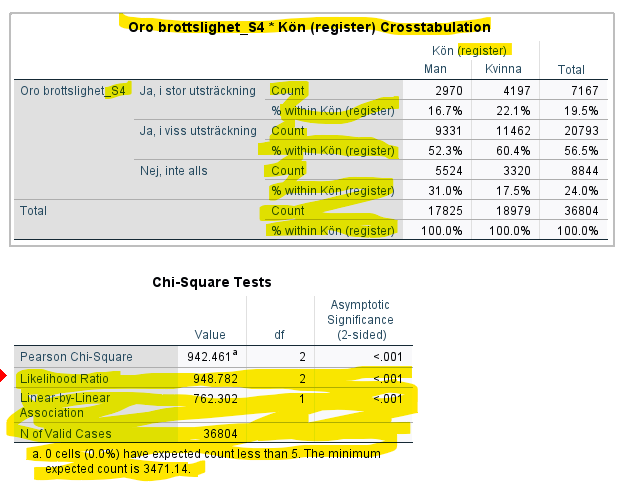 Oro brottslighet_S4 * Kön (register) Crosstabulation
Kön (register)
Man Kvinna Total
Oro brottslighet_S4 Ja, i stor utsträckning Count 2970 4197 7167
% within Kön (register) 16.7% 22.1% 19.5%
Ja, i viss utsträckning Count 9331 11462 20793
% within Kön (register) 52.3% 60.4% 56.5%
Nej, inte alls Count 5524 3320 8844
% within Kön (register) 31.0% 17.5% 24.0%
Total Count 17825 18979 36804
% within Kön (register) 100.0% 100.0% 100.0%
Chi-Square Tests
Value df Asymptotic
Significance
(2-sided)
Pearson Chi-Square 942.461a 2 <.001
Likelihood Ratio 948.782 2 <.001
Linear-by-Linear
Association 762.302 1 <.001
N of Valid Cases 36804
a. 0 cells (0.0%) have expected count less than 5. The minimum
expected count is 3471.14.